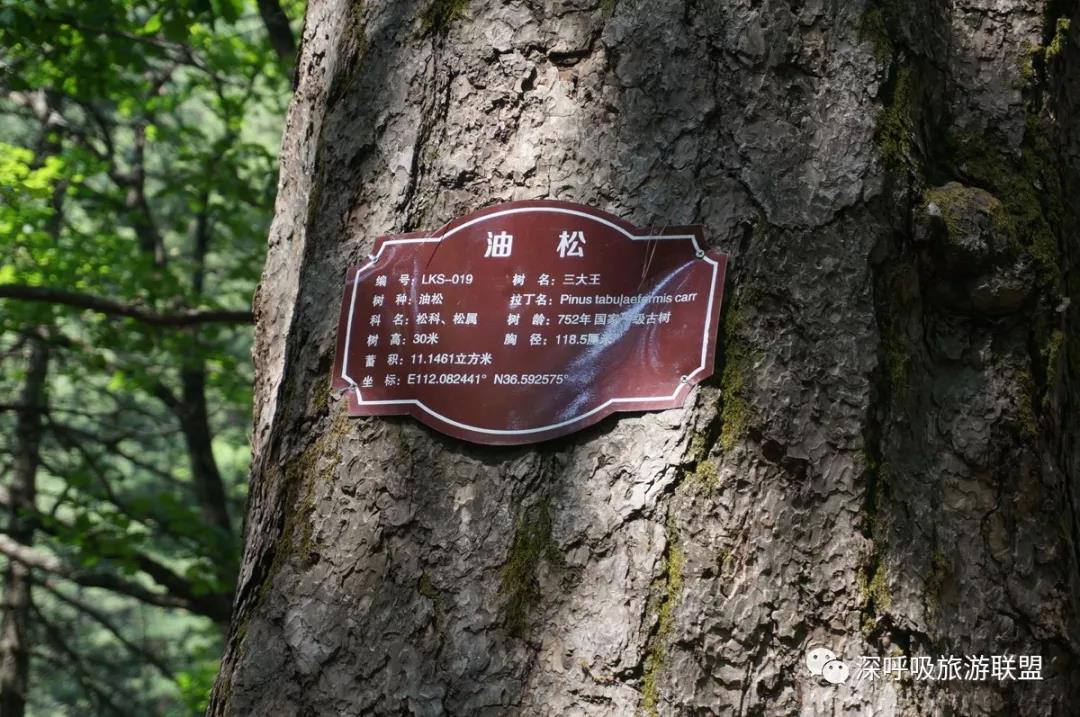 油松
编号：LKS-019 树名：三大王
树种：油松 拉丁名：Pinus tabulaeformis carr
科名：松科、松属 树龄：752年 国家 级古树
树高：30米 胸径：118.5厘米
蓄积：11.1461立方米
坐标：E112.082441° N36.592575°
深呼吸旅游联盟